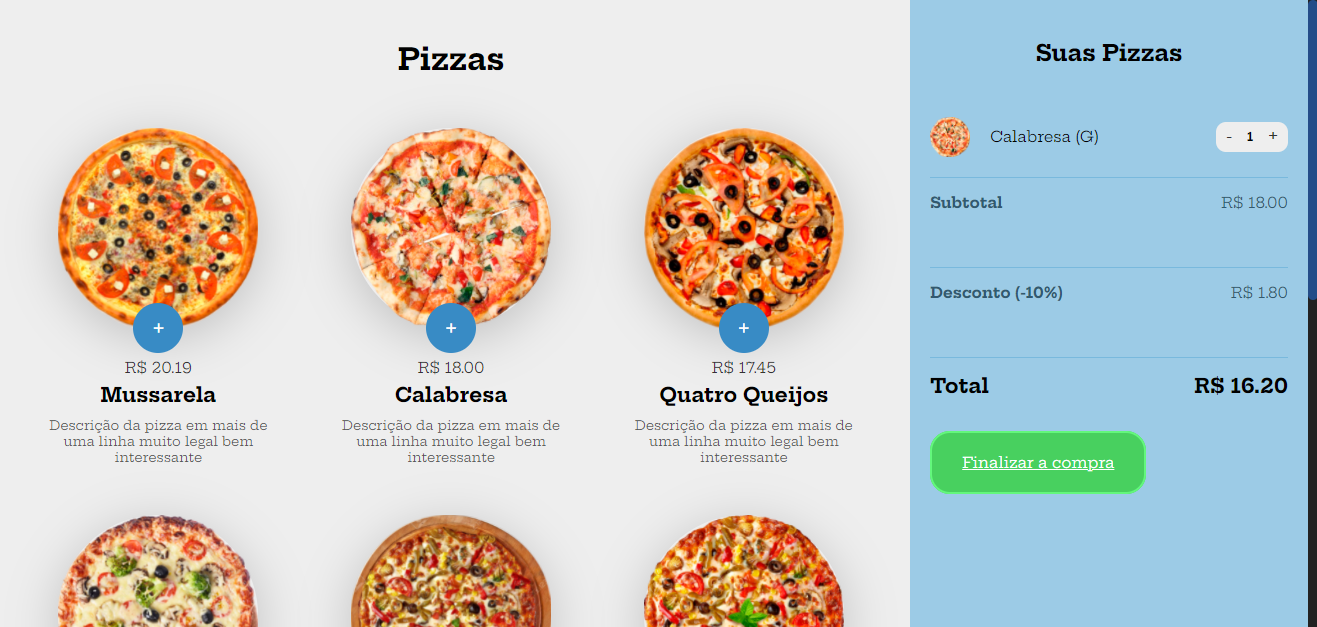 Pizzas
+
+
+
R$ 20.19
R$ 18.00
R$ 17.45
Mussarela
Calabresa
Quatro Queijos
Descrição da pizza em mais de
uma linha muito legal bem
interessante
Descrição da pizza em mais de
uma linha muito legal bem
interessante
Descrição da pizza em mais de
uma linha muito legal bem
interessante
Suas Pizzas
Calabresa (G)
- 1 +
Subtotal R$ 18.00
Desconto (-10%) R$ 1.80
Total R$ 16.20
Finalizar a compra